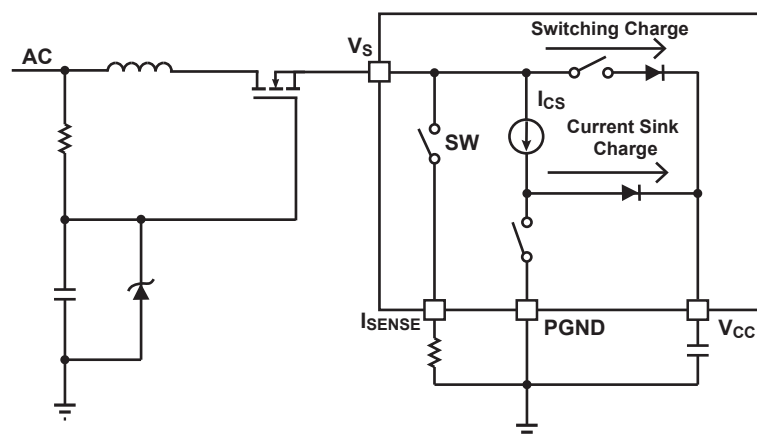 Switching Charge
AC
VS
ICS
SW
Current Sink
Charge
ISENSE
PGND
VCC